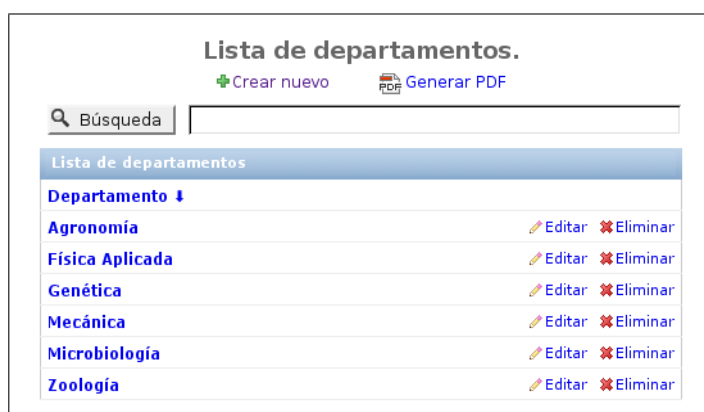 Lista de departamentos.
Crear nuevo PDF Generar PDF
Búsqueda
Lista de departamentos
Departamento ⬇
Agronomía Editar Eliminar
Física Aplicada Editar Eliminar
Genética Editar Eliminar
Mecánica Editar Eliminar
Microbiología Editar Eliminar
Zoología Editar Eliminar